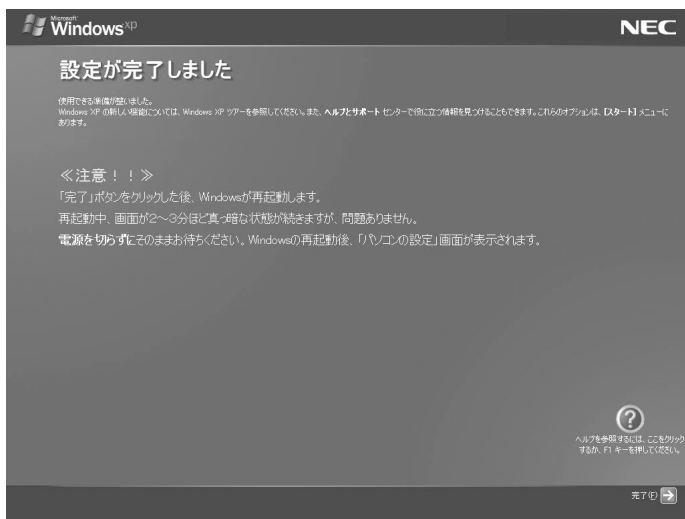 Microsoft
Windows xp
NEC
設定が完了しました
使用できる準備が整いました。
Windows XP の新しい機能については、Windows XP ツアーを参照してください。また、ヘルプとサポート センターで役に立つ情報を見つけることもできます。これらのオプションは、[スタート] メニューに
あります。
≪注意！！≫
「完了」ボタンをクリックした後、Windowsが再起動します。
再起動中、画面が2～3分ほど真っ暗な状態が続きますが、問題ありません。
電源を切らずにそのままお待ちください。Windowsの再起動後、「パソコンの設定」画面が表示されます。
?
ヘルプを参照するには、ここをクリック
するか、F1 キーを押してください。
完了(F)